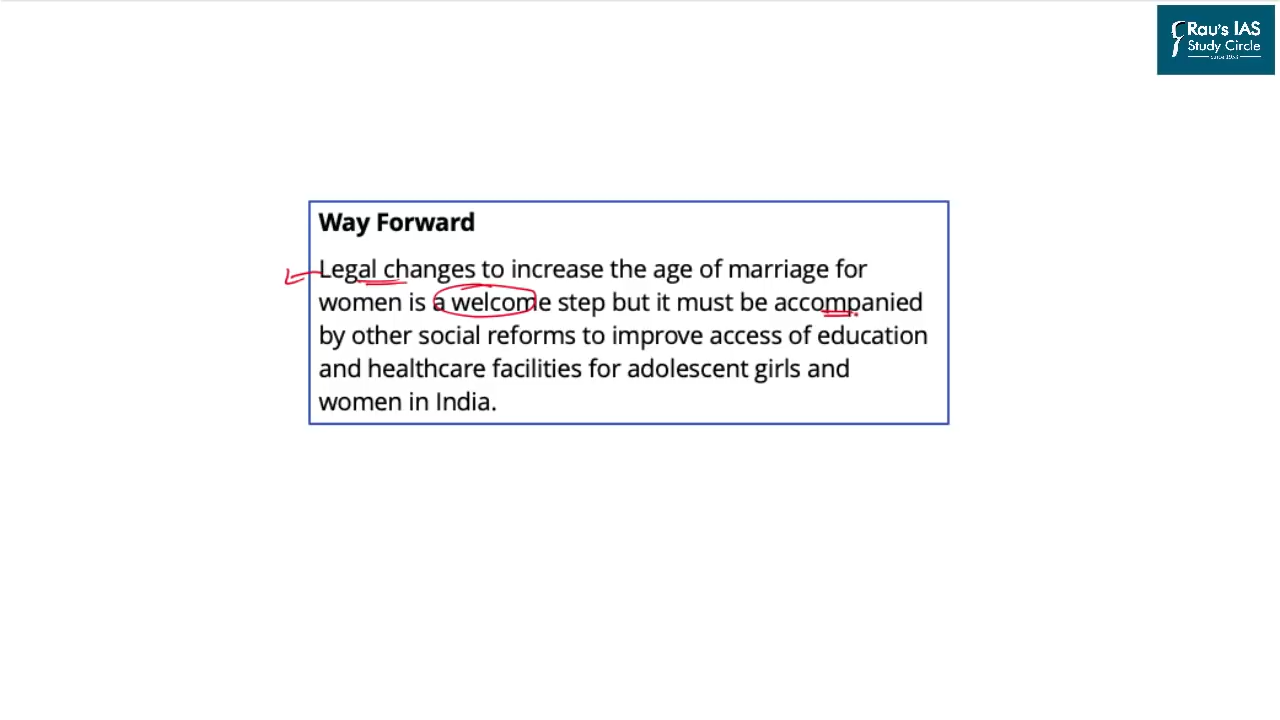 Rau's IAS
Study Circle
since 1953
Way Forward
Legal changes to increase the age of marriage for
women is a welcome step but it must be accompanied
by other social reforms to improve access of education
and healthcare facilities for adolescent girls and
women in India.